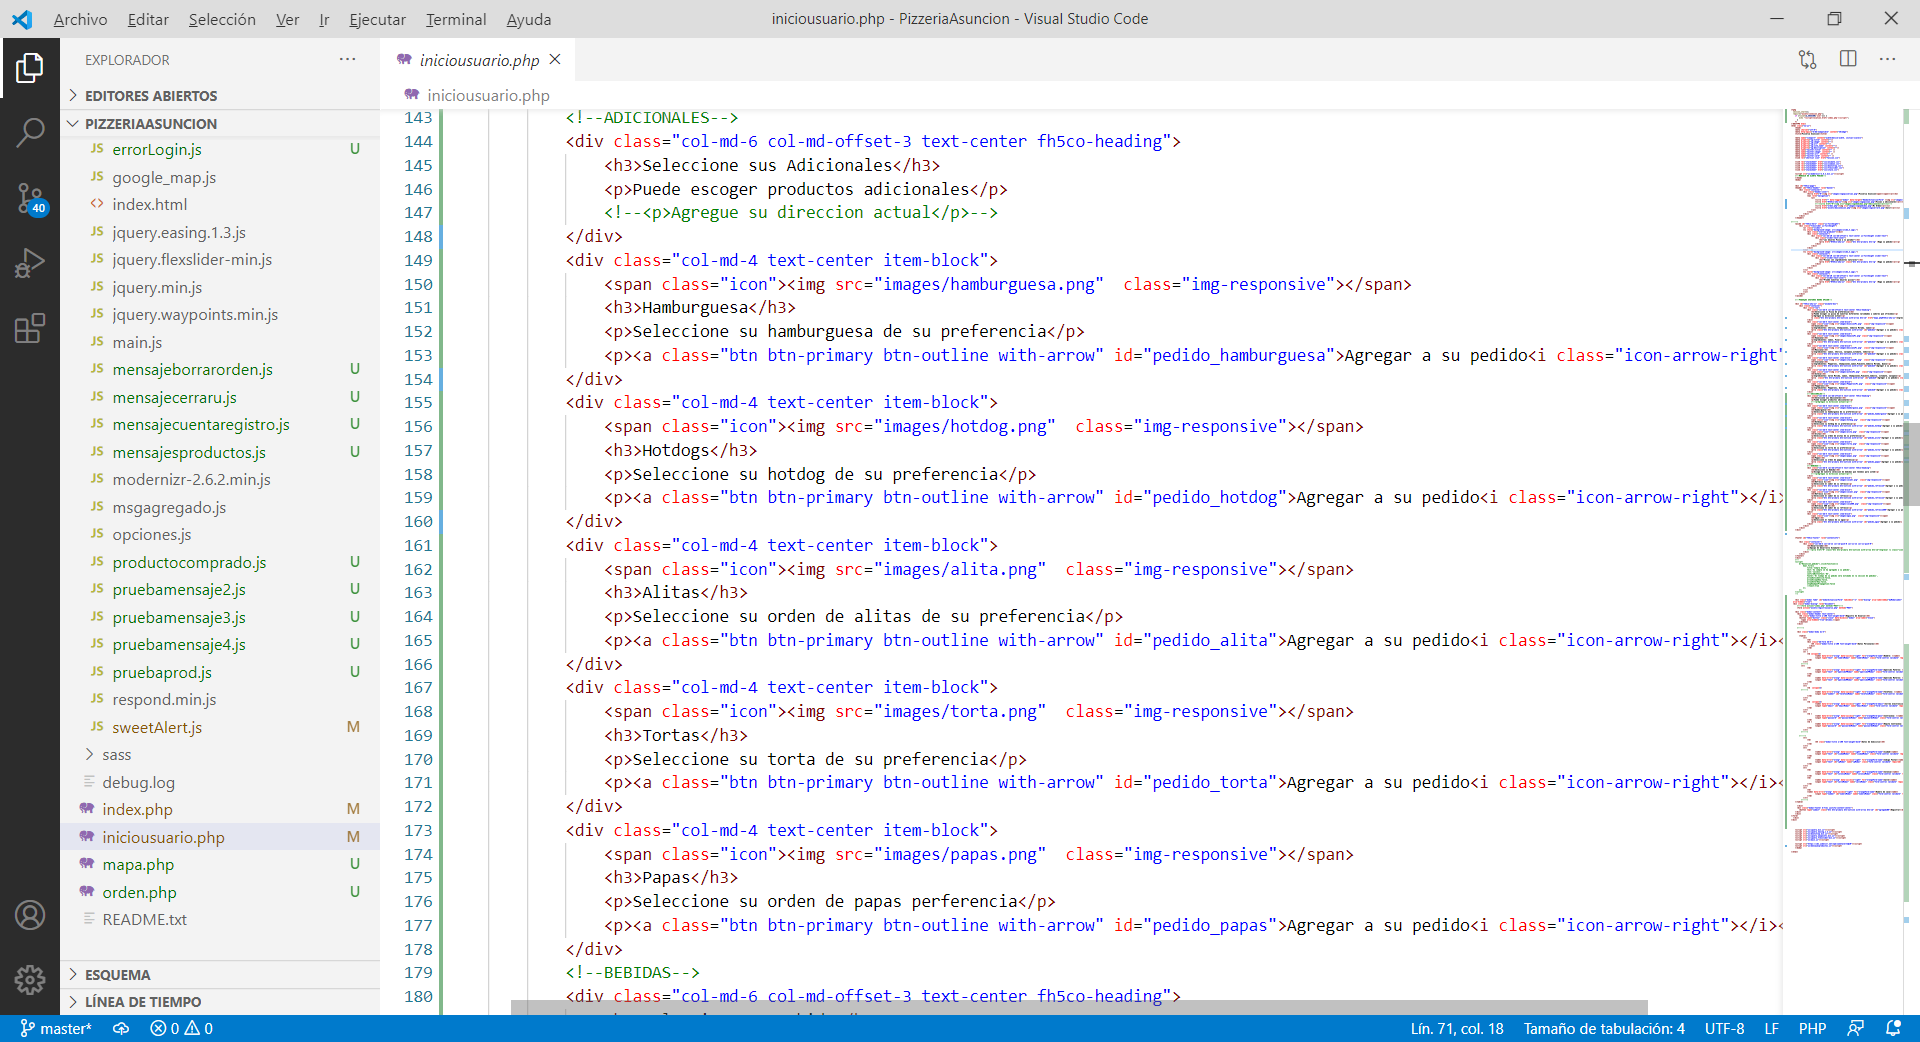 Archivo Editar Selección Ver Ir Ejecutar Terminal Ayuda
iniciousuario.php - PizzeriaAsuncion - Visual Studio Code
EXPLORADOR
EDITORES ABIERTOS
PIZZERIAASUNCION
JS errorLogin.js U
JS google_map.js
<> index.html
JS jquery.easing.1.3.js
JS jquery.flexslider-min.js
JS jquery.min.js
JS jquery.waypoints.min.js
JS main.js
JS mensajeborrarorden.js U
JS mensajecerraru.js U
JS mensajecuentaregistro.js U
JS mensajesproductos.js U
JS modernizr-2.6.2.min.js
JS msgagregado.js
JS opciones.js
JS productocomprado.js U
JS pruebamensaje2.js U
JS pruebamensaje3.js U
JS pruebamensaje4.js U
JS pruebaprod.js U
JS respond.min.js
JS sweetAlert.js M
sass
debug.log
index.php M
iniciousuario.php M
mapa.php U
orden.php U
README.txt
ESQUEMA
LÍNEA DE TIEMPO
40
iniciousuario.php
iniciousuario.php
143 <!--ADICIONALES-->
144 <div class="col-md-6 col-md-offset-3 text-center fh5co-heading">
145 <h3>Seleccione sus Adicionales</h3>
146 <p>Puede escoger productos adicionales</p>
147 <!--<p>Agregue su direccion actual</p>-->
148 </div>
149 <div class="col-md-4 text-center item-block">
150 <span class="icon"><img src="images/hamburguesa.png"  class="img-responsive"></span>
151 <h3>Hamburguesa</h3>
152 <p>Seleccione su hamburguesa de su preferencia</p>
153 <p><a class="btn btn-primary btn-outline with-arrow" id="pedido_hamburguesa">Agregar a su pedido<i class="icon-arrow-right"
154 </div>
155 <div class="col-md-4 text-center item-block">
156 <span class="icon"><img src="images/hotdog.png"  class="img-responsive"></span>
157 <h3>Hotdogs</h3>
158 <p>Seleccione su hotdog de su preferencia</p>
159 <p><a class="btn btn-primary btn-outline with-arrow" id="pedido_hotdog">Agregar a su pedido<i class="icon-arrow-right"></i>
160 </div>
161 <div class="col-md-4 text-center item-block">
162 <span class="icon"><img src="images/alita.png"  class="img-responsive"></span>
163 <h3>Alitas</h3>
164 <p>Seleccione su orden de alitas de su preferencia</p>
165 <p><a class="btn btn-primary btn-outline with-arrow" id="pedido_alita">Agregar a su pedido<i class="icon-arrow-right"></i><
166 </div>
167 <div class="col-md-4 text-center item-block">
168 <span class="icon"><img src="images/torta.png"  class="img-responsive"></span>
169 <h3>Tortas</h3>
170 <p>Seleccione su torta de su preferencia</p>
171 <p><a class="btn btn-primary btn-outline with-arrow" id="pedido_torta">Agregar a su pedido<i class="icon-arrow-right"></i><
172 </div>
173 <div class="col-md-4 text-center item-block">
174 <span class="icon"><img src="images/papas.png"  class="img-responsive"></span>
175 <h3>Papas</h3>
176 <p>Seleccione su orden de papas perferencia</p>
177 <p><a class="btn btn-primary btn-outline with-arrow" id="pedido_papas">Agregar a su pedido<i class="icon-arrow-right"></i><
178 </div>
179 <!--BEBIDAS-->
180 <div class="col-md-6 col-md-offset-3 text-center fh5co-heading">
master* 0 0 Lín. 71, col. 18 Tamaño de tabulación: 4 UTF-8 LF PHP